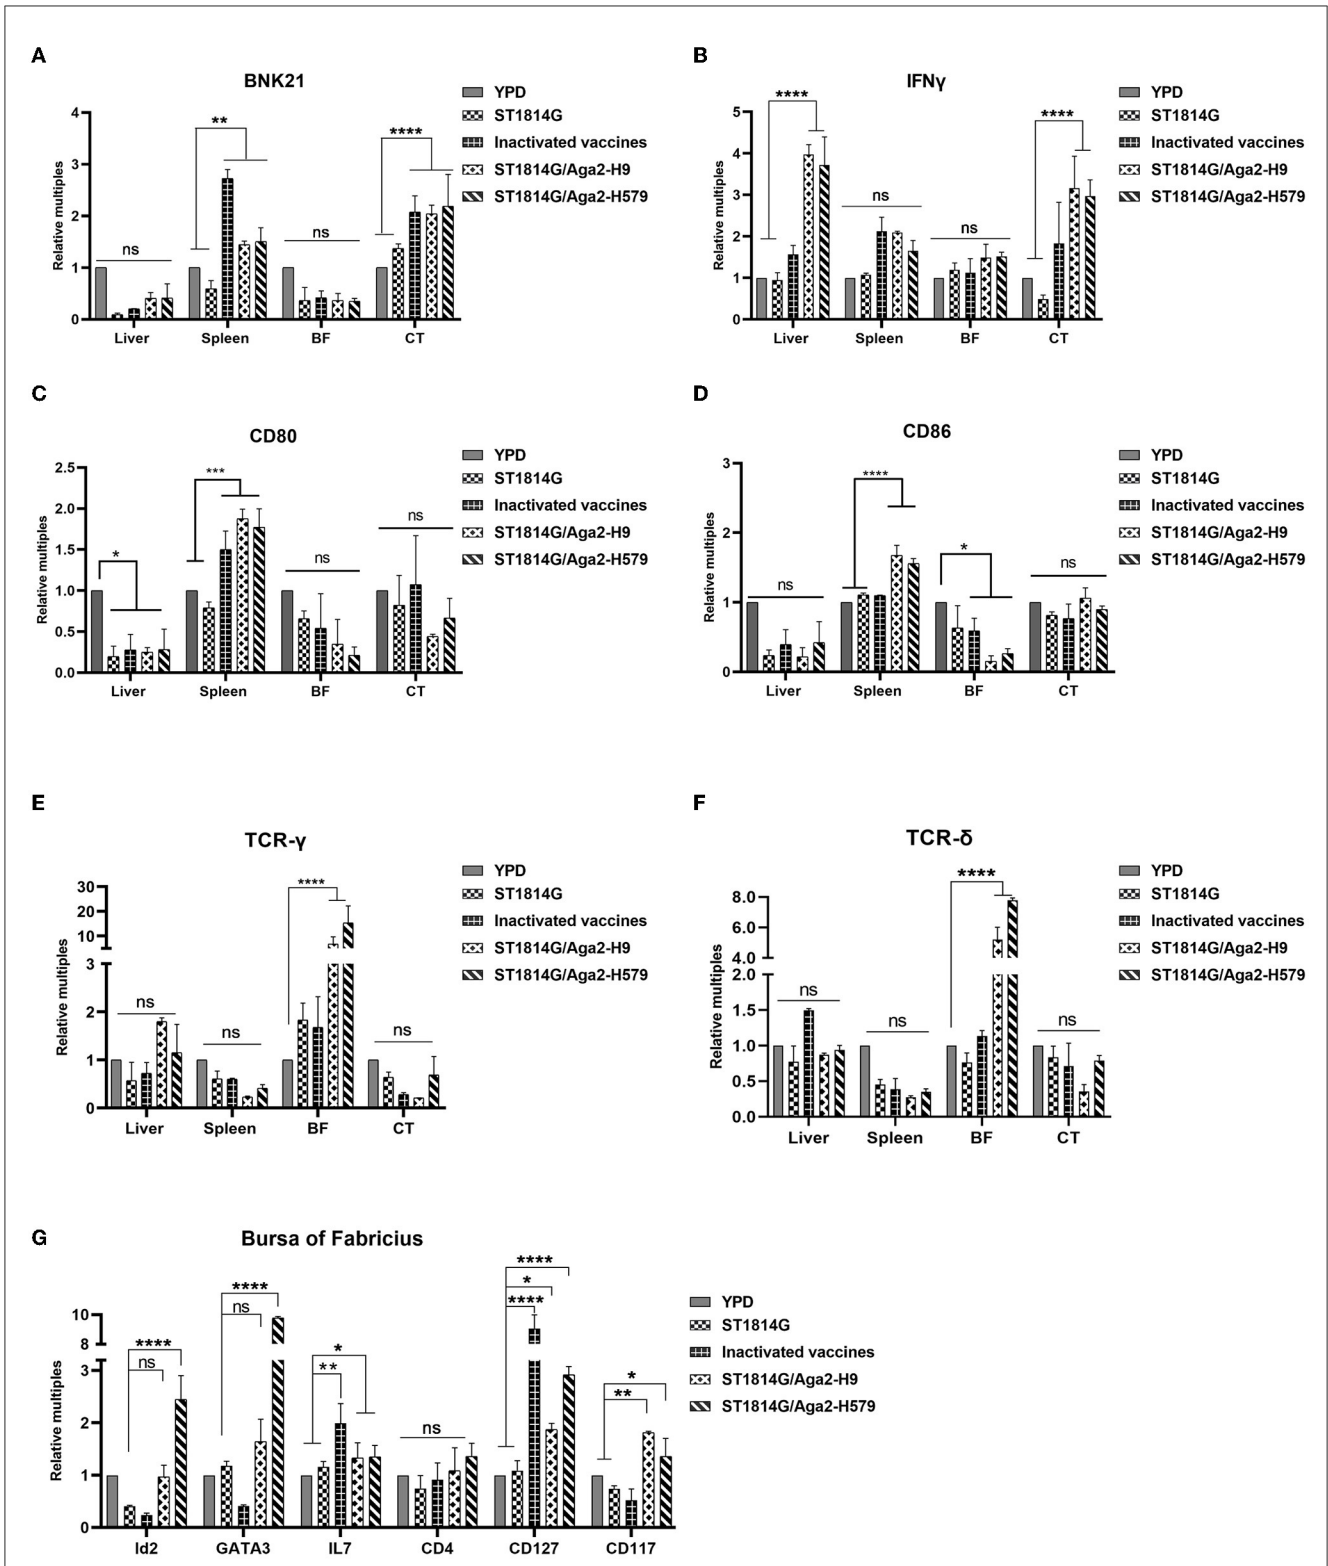 A
BNK21
Relative multiples
4
3
2
1
0
**
****
ns
ns
Liver
Spleen
BF
CT
YPD
ST1814G
Inactivated vaccines
ST1814G/Aga2-H9
ST1814G/Aga2-H579
B
IFNγ
Relative multiples
5
4
3
2
1
0
****
****
ns
ns
Liver
Spleen
BF
CT
YPD
ST1814G
Inactivated vaccines
ST1814G/Aga2-H9
ST1814G/Aga2-H579
C
CD80
Relative multiples
2.5
2.0
1.5
1.0
0.5
0.0
***
ns
*
ns
Liver
Spleen
BF
CT
YPD
ST1814G
Inactivated vaccines
ST1814G/Aga2-H9
ST1814G/Aga2-H579
D
CD86
Relative multiples
3
2
1
0
****
*
ns
ns
Liver
Spleen
BF
CT
YPD
ST1814G
Inactivated vaccines
ST1814G/Aga2-H9
ST1814G/Aga2-H579
E
TCR-γ
Relative multiples
30
20
10
3
2
1
0
****
ns
ns
ns
Liver
Spleen
BF
CT
YPD
ST1814G
Inactivated vaccines
ST1814G/Aga2-H9
ST1814G/Aga2-H579
F
TCR-δ
Relative multiples
8.0
6.0
4.0
2.0
1.5
1.0
0.5
0.0
****
ns
ns
ns
Liver
Spleen
BF
CT
YPD
ST1814G
Inactivated vaccines
ST1814G/Aga2-H9
ST1814G/Aga2-H579
G
Bursa of Fabricius
Relative multiples
10
8
3
2
1
0
****
ns
****
ns
*
**
ns
****
*
****
*
**
Id2
GATA3
IL7
CD4
CD127
CD117
YPD
ST1814G
Inactivated vaccines
ST1814G/Aga2-H9
ST1814G/Aga2-H579